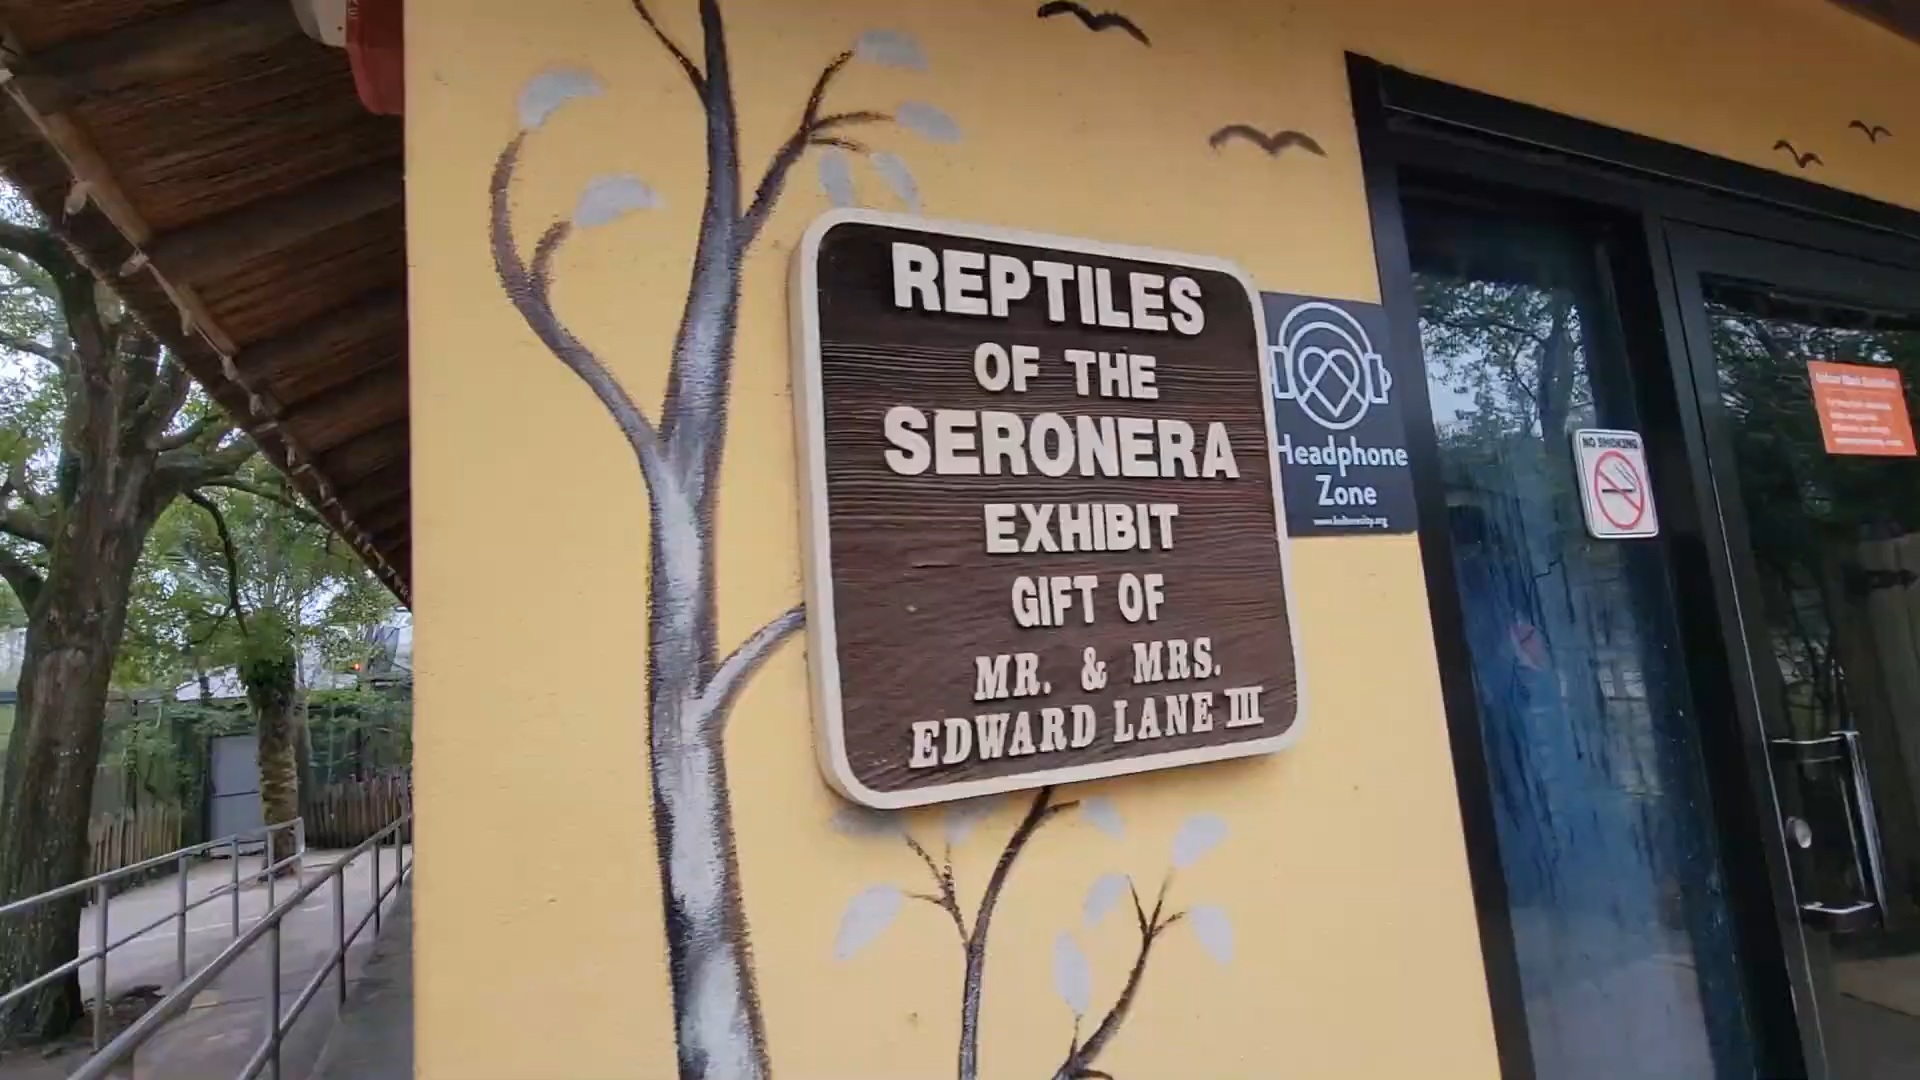 REPTILES
OF THE
SERONERA
EXHIBIT
GIFT OF
MR. & MRS.
EDWARD LANE III
Headphone
Zone
NO SMOKING